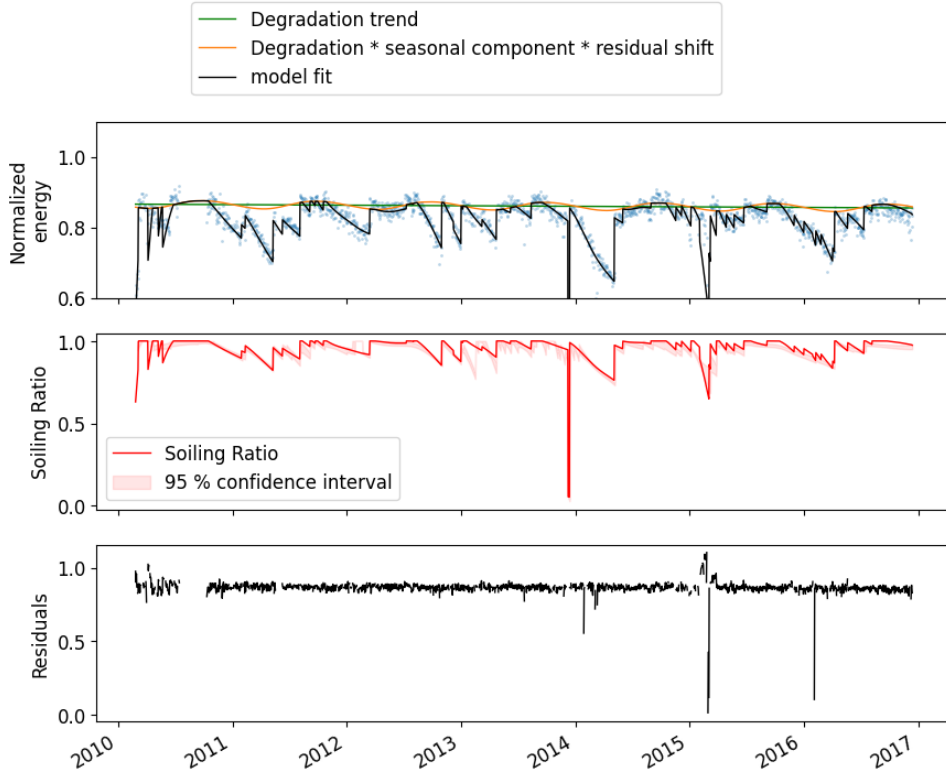 Degradation trend
Degradation * seasonal component * residual shift
model fit
Normalized
energy
1.0
0.8
0.6
Soiling Ratio
1.0
0.5
0.0
Soiling Ratio
95 % confidence interval
Residuals
1.0
0.5
0.0
2010
2011
2012
2013
2014
2015
2016
2017